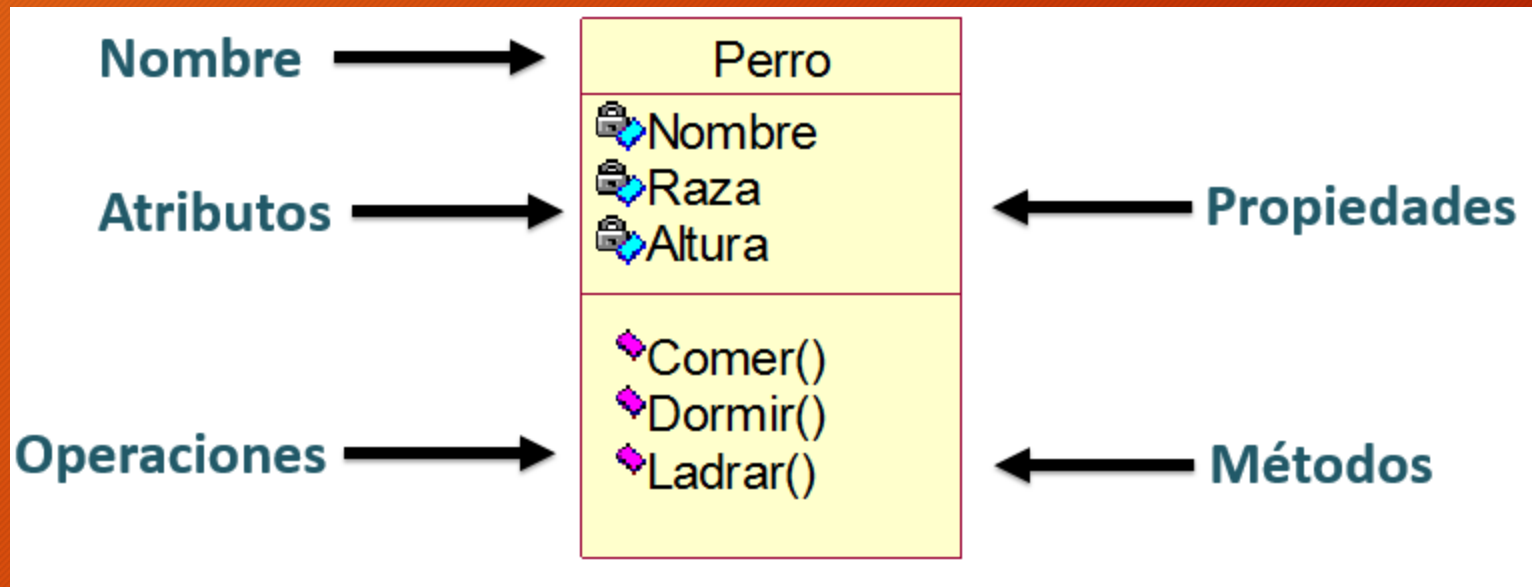 Nombre
Perro
Nombre
Raza
Altura
Atributos
Propiedades
Comer()
Dormir()
Ladrar()
Operaciones
Métodos